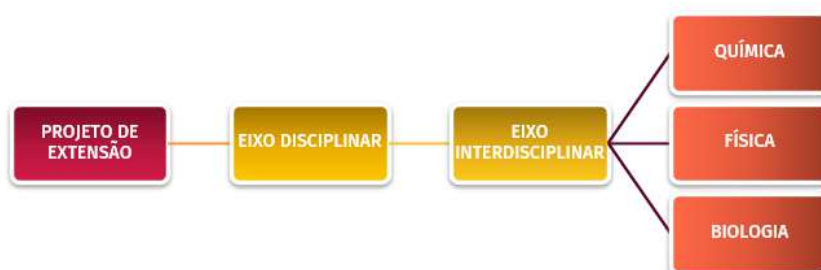 PROJETO DE
EXTENSÃO
EIXO DISCIPLINAR
EIXO
INTERDISCIPLINAR
QUÍMICA
FÍSICA
BIOLOGIA